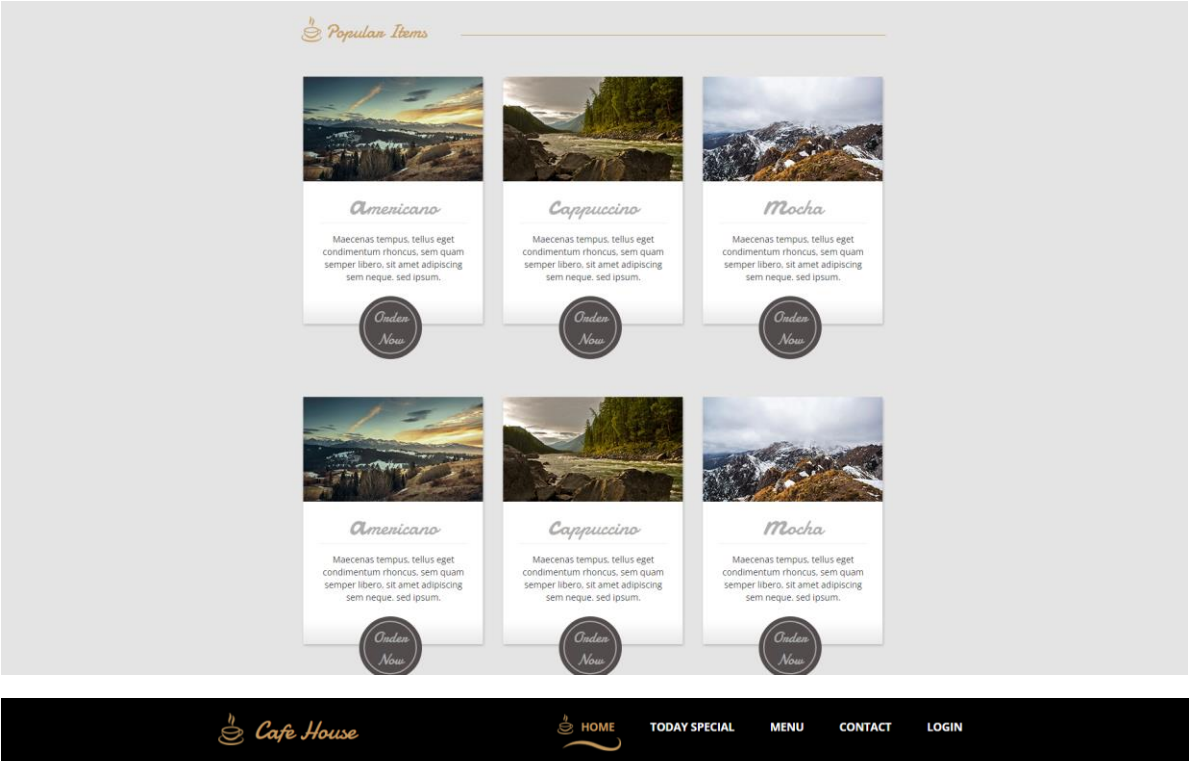 Popular Items
Americano
Maecenas tempus, tellus eget
condimentum rhoncus, sem quam
semper libero, sit amet adipiscing
sem neque. sed ipsum.
Order
Now
Cappuccino
Maecenas tempus, tellus eget
condimentum rhoncus, sem quam
semper libero, sit amet adipiscing
sem neque. sed ipsum.
Order
Now
Mocha
Maecenas tempus, tellus eget
condimentum rhoncus, sem quam
semper libero, sit amet adipiscing
sem neque. sed ipsum.
Order
Now
Americano
Maecenas tempus, tellus eget
condimentum rhoncus, sem quam
semper libero, sit amet adipiscing
sem neque. sed ipsum.
Order
Now
Cappuccino
Maecenas tempus, tellus eget
condimentum rhoncus, sem quam
semper libero, sit amet adipiscing
sem neque. sed ipsum.
Order
Now
Mocha
Maecenas tempus, tellus eget
condimentum rhoncus, sem quam
semper libero, sit amet adipiscing
sem neque. sed ipsum.
Order
Now
Cafe House HOME TODAY SPECIAL MENU CONTACT LOGIN